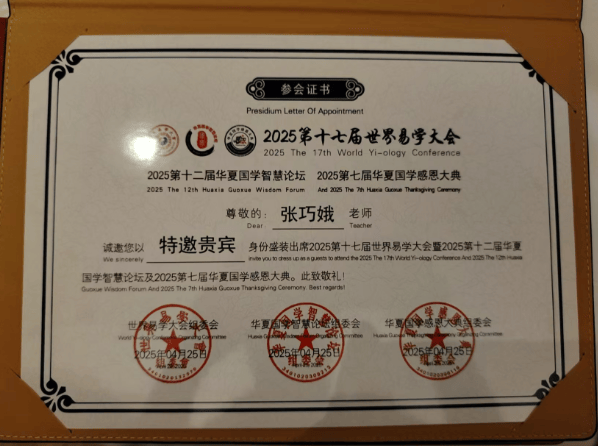 参会证书
Presidium Letter Of Appointment
2025第十七届世界易学大会
2025 The 17th World Yi-ology Conference
2025第十二届华夏国学智慧论坛 2025第七届华夏国学感恩大典
2025 The 12th Huaxia Guoxue Wisdom Forum And 2025 The 7th Huaxia Guoxue Thanksgiving Ceremony
尊敬的: 张巧娥 老师
Dear Teacher
诚邀您以 特邀贵宾 身份盛装出席2025第十七届世界易学大会暨2025第十二届华夏
We sincerely invite you to dress up as a guests to attend the 2025 The 17th World Yi-ology Conference And 2025 The 12th Huaxia
国学智慧论坛及2025第七届华夏国学感恩大典。此致敬礼!
Guoxue Wisdom Forum And 2025 The 7th Huaxia Guoxue Thanksgiving Ceremony. Best regards!
世界易学大会组委会 华夏国学智慧论坛组委会 华夏国学感恩大典组委会
2025年04月25日 2025年04月25日 2025年04月25日